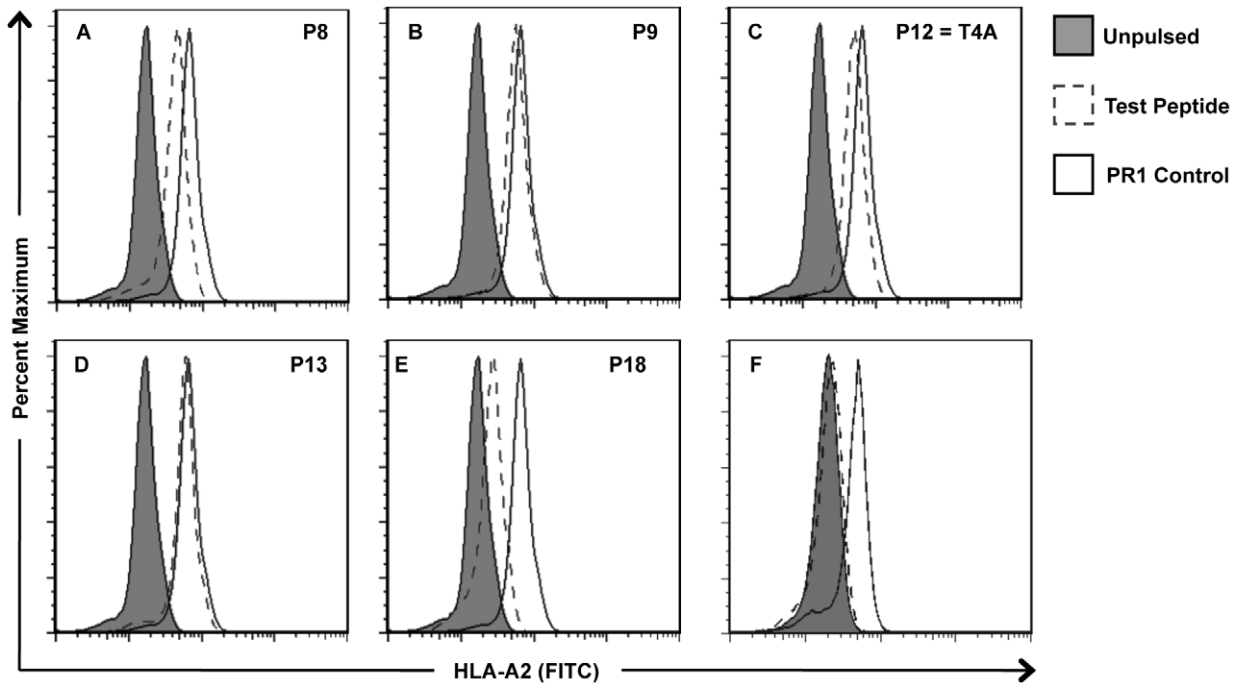 A
P8
B
P9
C
P12 = T4A
Unpulsed
Test Peptide
PR1 Control
D
P13
E
P18
F
Percent Maximum
HLA-A2 (FITC)